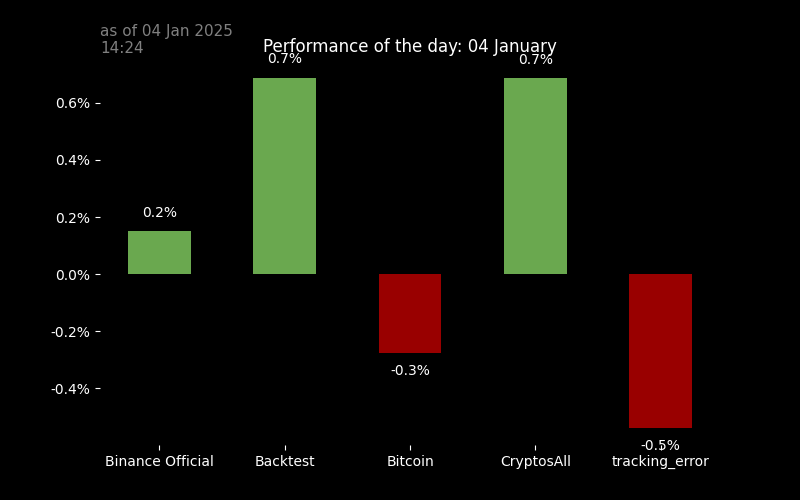 as of 04 Jan 2025
14:24
Performance of the day: 04 January
0.7%
0.7%
0.6%
0.4%
0.2%
0.2%
0.0%
-0.2%
-0.3%
-0.4%
-0.5%
Binance Official
Backtest
Bitcoin
CryptosAll
tracking_error